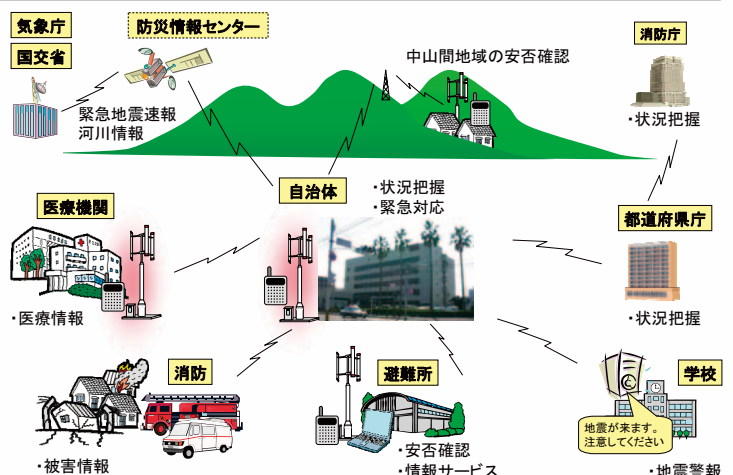 気象庁
国交省
防災情報センター
緊急地震速報
河川情報
中山間地域の安否確認
消防庁
・状況把握
自治体
・状況把握
・緊急対応
医療機関
・医療情報
都道府県庁
・状況把握
消防
・被害情報
避難所
・安否確認
・情報サービス
学校
地震が来ます。
注意してください
・地震警報